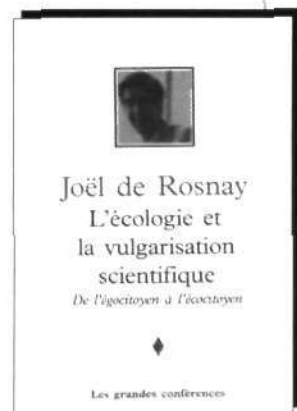 Joël de Rosnay
L'écologie et
la vulgarisation
scientifique
De l'égocitoyen à l'écocitoyen
Les grandes conférences